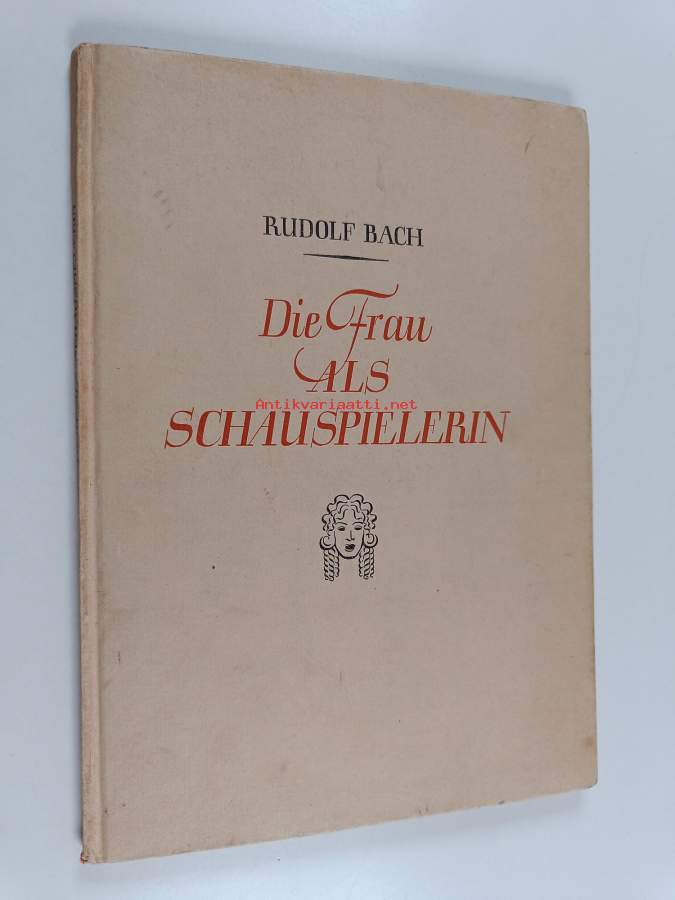 RUDOLF BACH
Die Frau
ALS
Antikvariaatti.net
SCHAUSPIELERIN